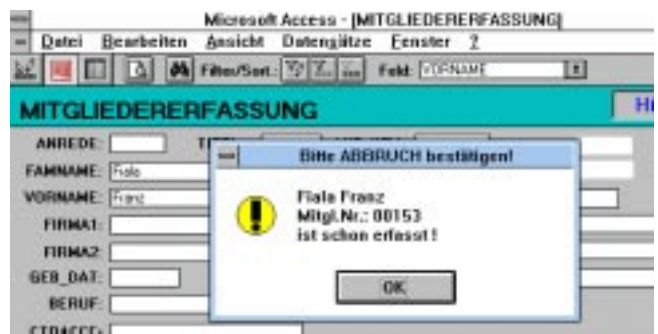 Microsoft Access - [MITGLIEDERERFASSUNG]
Datei Bearbeiten Ansicht Datensätze Fenster ?
Filter/Sort.: Feld: VORNAME
MITGLIEDERERFASSUNG
ANREDE:
FAMNAME: Fiala
VORNAME: Franz
FIRMA1:
FIRMA2:
GEB_DAT:
BERUF:
Bitte ABBRUCH bestätigen!
Fiala Franz
Mitgl.Nr.: 00153
ist schon erfasst!
OK